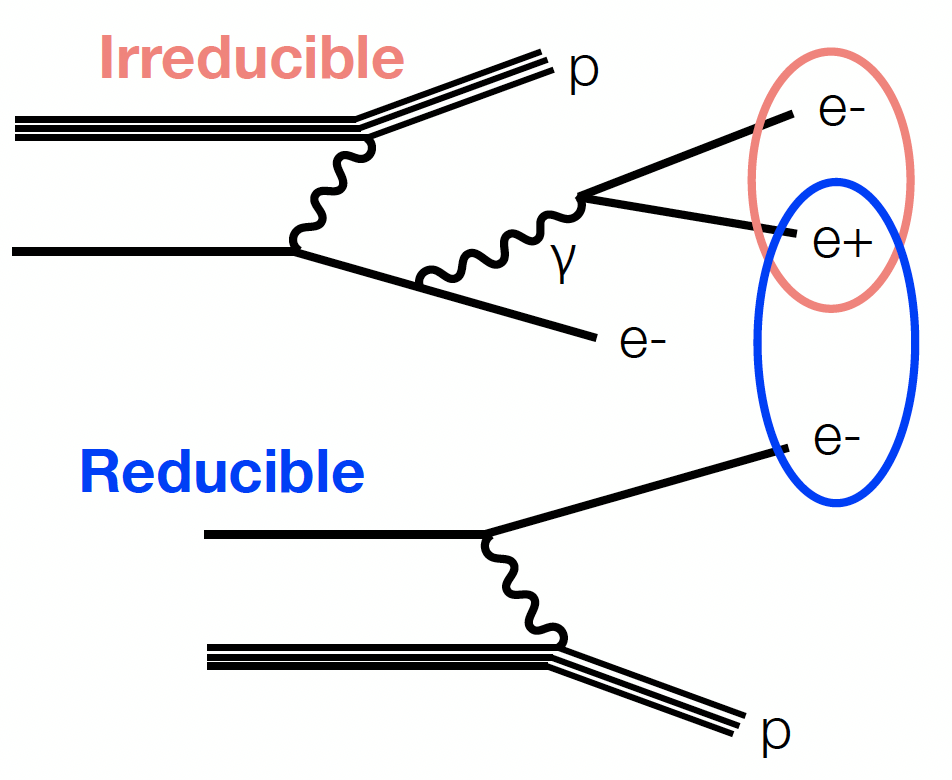 Irreducible
p
e-
e+
γ
e-
e-
Reducible
p